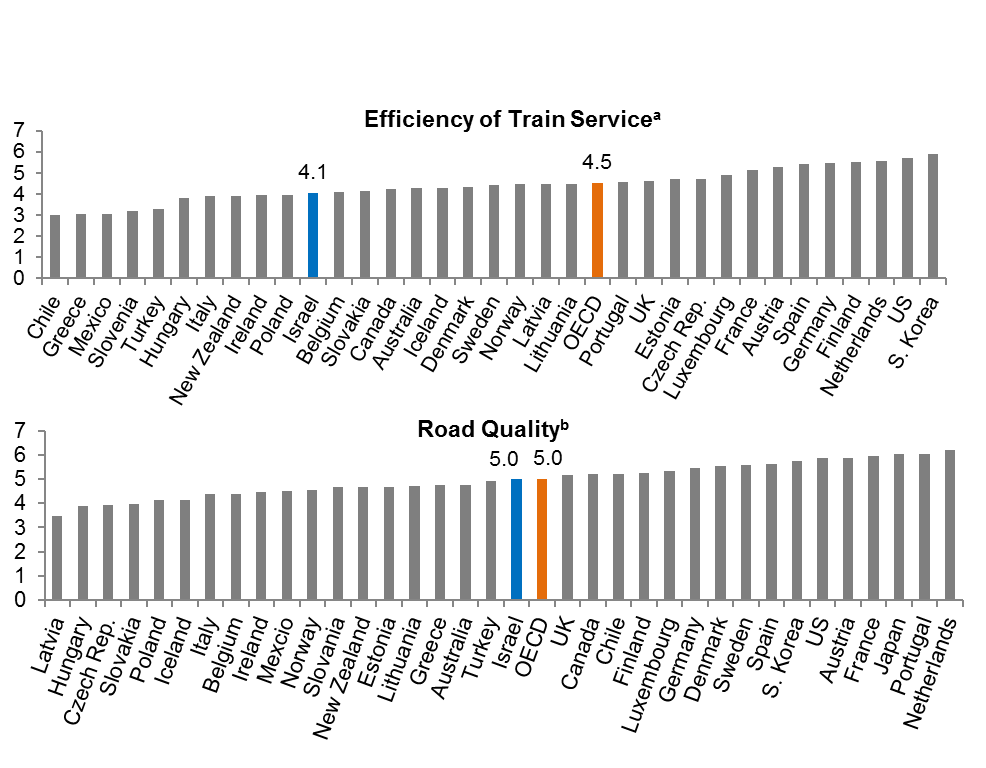 Efficiency of Train Serviceᵃ
7
6
5
4
3
2
1
0
4.1
4.5
Chile
Greece
Mexico
Slovenia
Turkey
Hungary
Italy
New Zealand
Ireland
Poland
Israel
Belgium
Slovakia
Canada
Australia
Iceland
Denmark
Sweden
Norway
Latvia
Lithuania
OECD
Portugal
UK
Estonia
Czech Rep.
Luxembourg
France
Austria
Spain
Germany
Finland
Netherlands
US
S. Korea
Road Qualityᵇ
7
6
5
4
3
2
1
0
5.0
5.0
Latvia
Hungary
Czech Rep.
Slovakia
Poland
Iceland
Italy
Belgium
Ireland
Mexcio
Norway
Slovania
New Zealand
Estonia
Lithuania
Greece
Australia
Turkey
Israel
OECD
UK
Canada
Chile
Finland
Luxembourg
Germany
Denmark
Sweden
Spain
S. Korea
US
Austria
France
Japan
Portugal
Netherlands